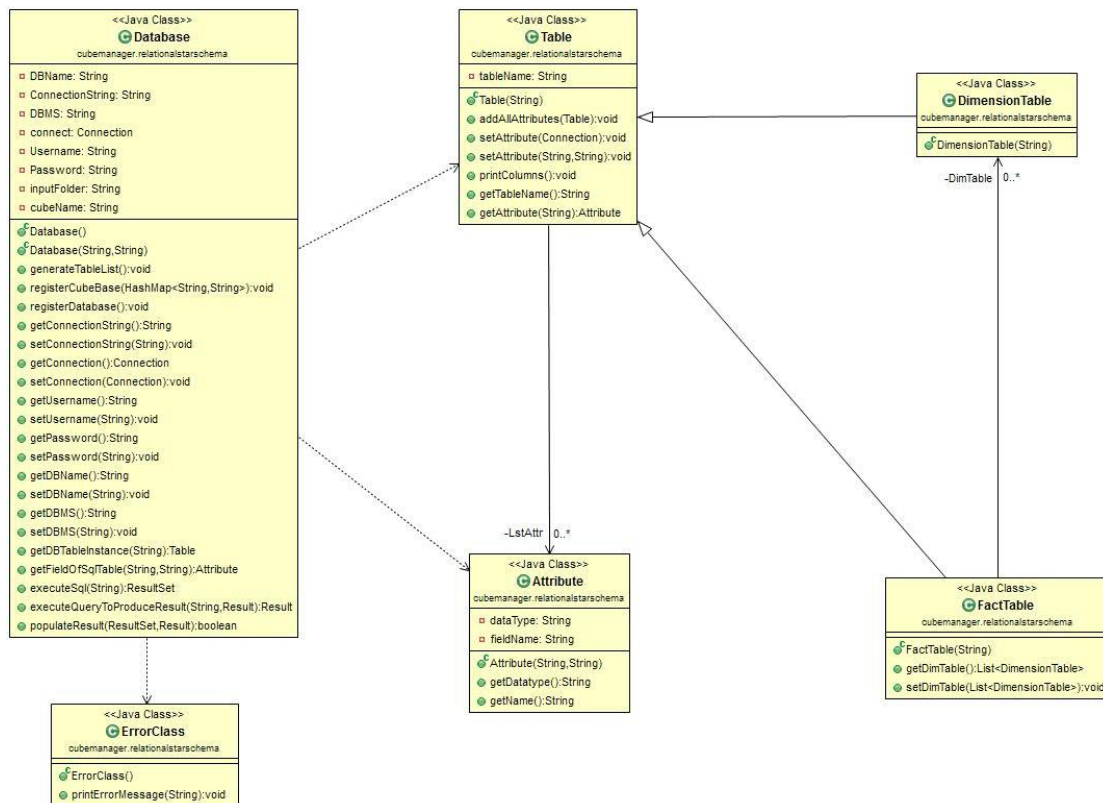 <<Java Class>>
Database
cubemanager.relationalstarschema
DBName: String
ConnectionString: String
DBMS: String
connect: Connection
Username: String
Password: String
inputFolder: String
cubeName: String
Database()
Database(String,String)
generateTableList():void
registerCubeBase(HashMap<String,String>):void
registerDatabase():void
getConnectionString():String
setConnectionString(String):void
getConnection():Connection
setConnection(Connection):void
getUsername():String
setUsername(String):void
getPassword():String
setPassword(String):void
getDBName():String
setDBName(String):void
getDBMS():String
setDBMS(String):void
getDBTableInstance(String):Table
getFieldOfSqlTable(String,String):Attribute
executeSql(String):ResultSet
executeQueryToProduceResult(String,Result):Result
populateResult(ResultSet,Result):boolean
<<Java Class>>
Table
cubemanager.relationalstarschema
tableName: String
Table(String)
addAllAttributes(Table):void
setAttribute(Connection):void
setAttribute(String,String):void
printColumns():void
getTableName():String
getAttribute(String):Attribute
<<Java Class>>
DimensionTable
cubemanager.relationalstarschema
DimensionTable(String)
-DimTable 0..*
-LstAttr 0..*
<<Java Class>>
Attribute
cubemanager.relationalstarschema
dataType: String
fieldName: String
Attribute(String,String)
getDatatype():String
getName():String
<<Java Class>>
FactTable
cubemanager.relationalstarschema
FactTable(String)
getDimTable():List<DimensionTable>
setDimTable(List<DimensionTable>):void
<<Java Class>>
ErrorClass
cubemanager.relationalstarschema
ErrorClass()
printErrorMessage(String):void